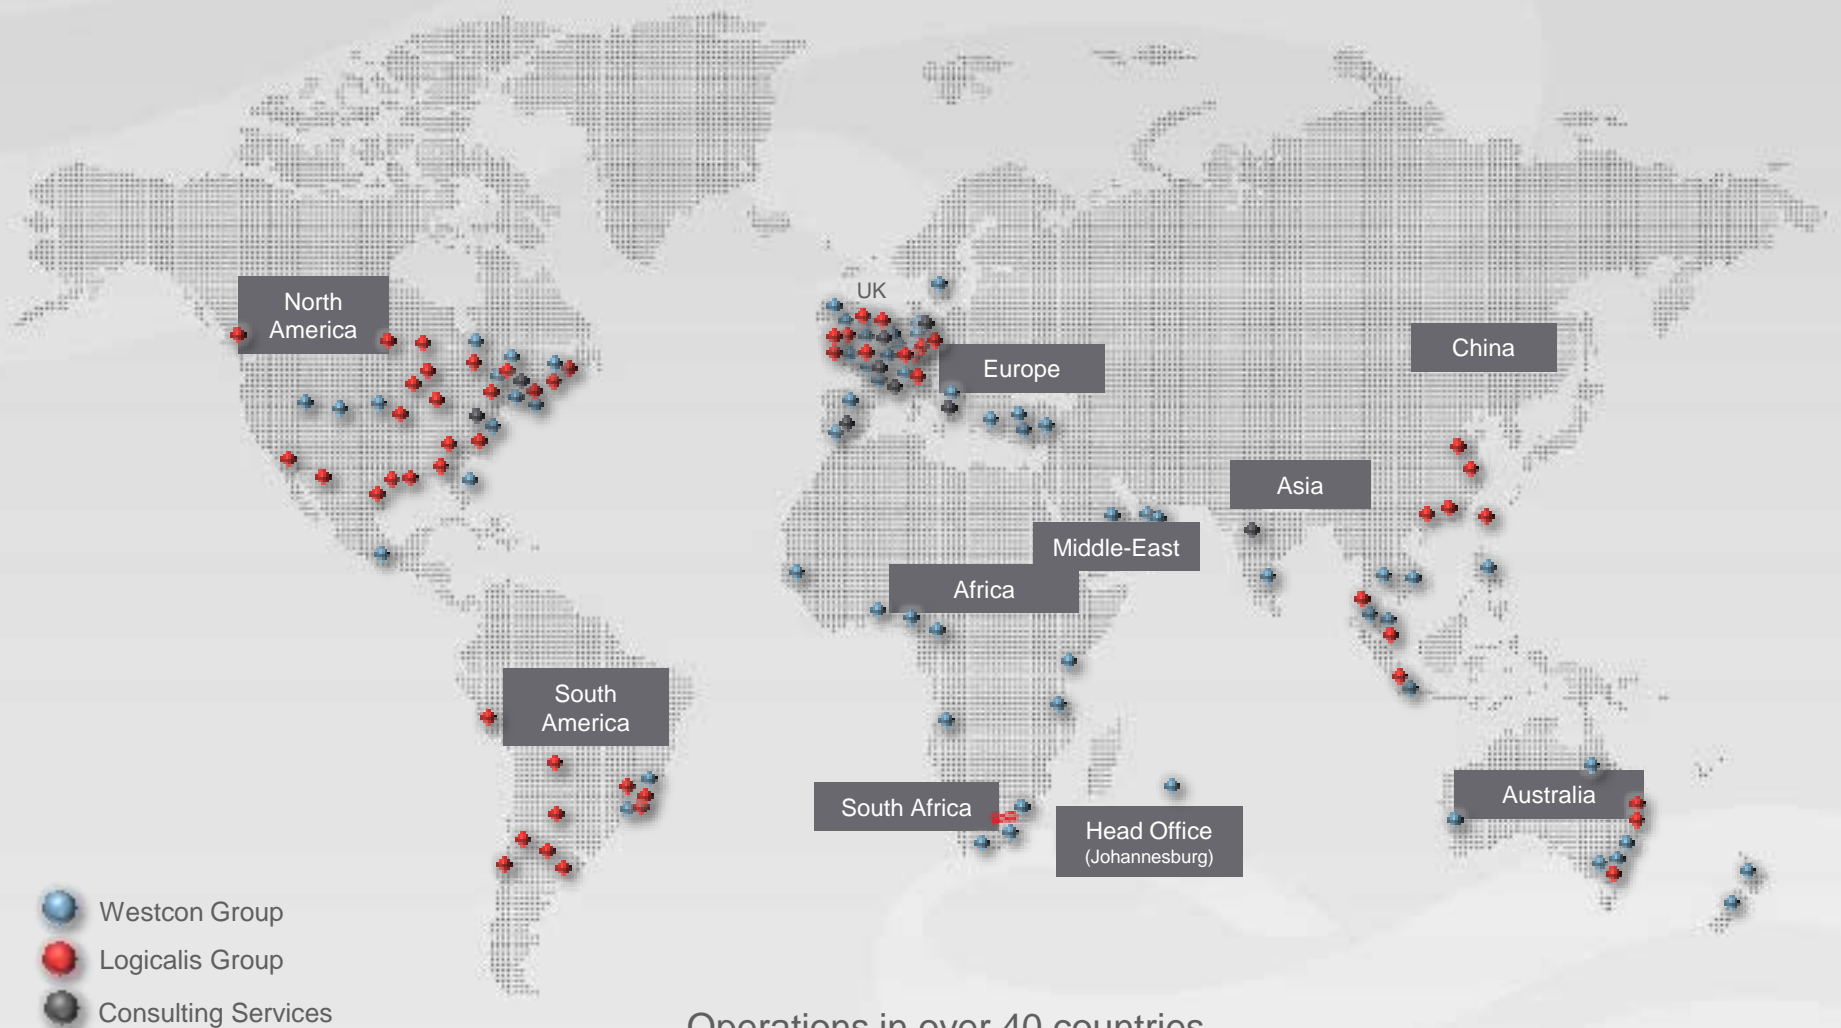 UK
North
America
China
Europe
Asia
Middle-East
Africa
South
America
South Africa
Australia
Head Office
(Johannesburg)
Westcon Group
Logicalis Group
Consulting Services
Operations in over 40 countries